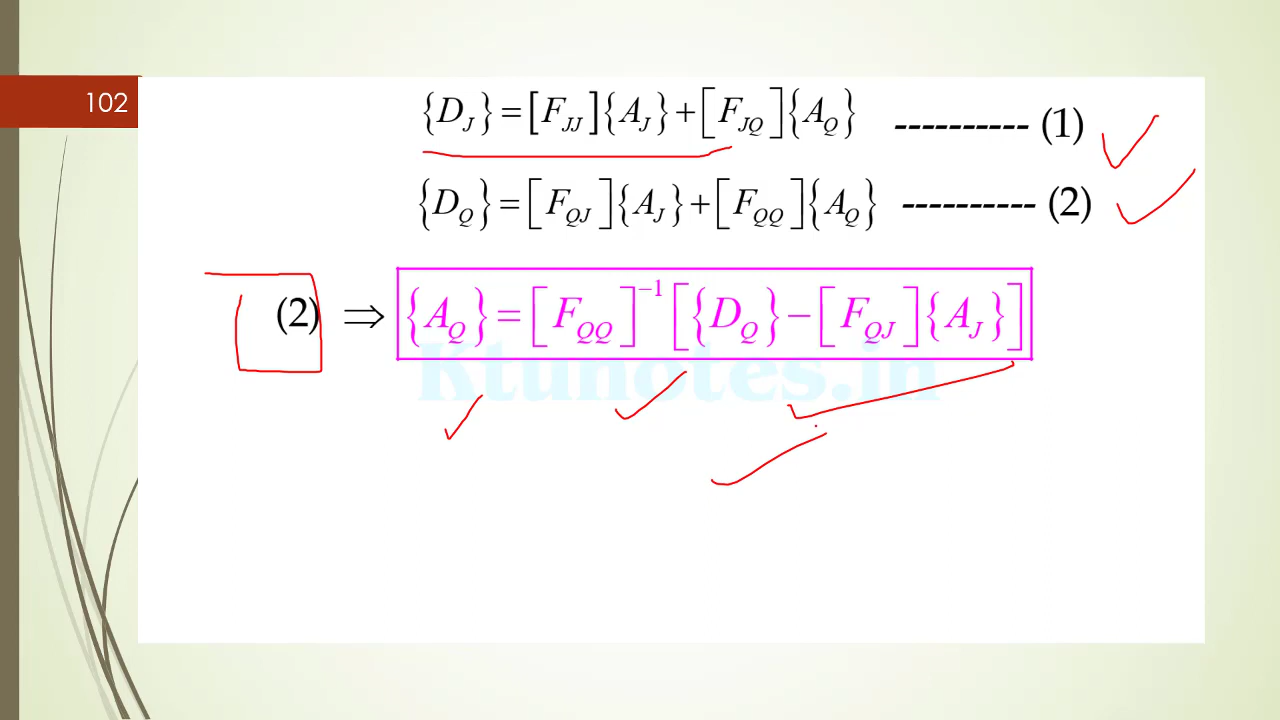 102
{D_J} = [F_JJ]{A_J} + [F_JQ]{A_Q} ---------- (1)
{D_Q} = [F_QJ]{A_J} + [F_QQ]{A_Q} ---------- (2)
(2) ⇒ {A_Q} = [F_QQ]^−1 [{D_Q} − [F_QJ]{A_J}]
Ktunotes.in